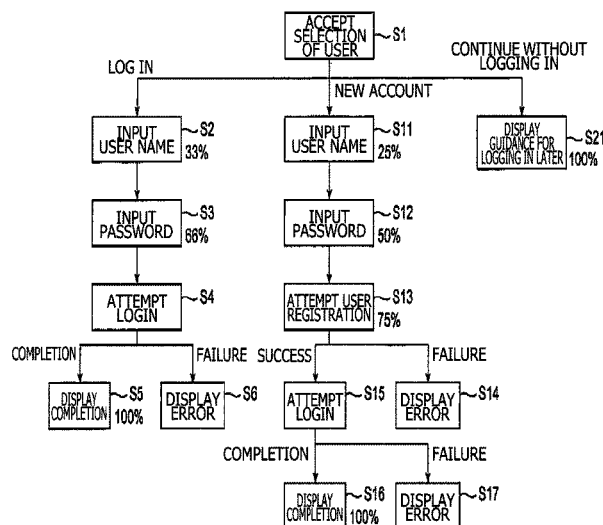 ACCEPT
SELECTION
OF USER
S1
LOG IN
NEW ACCOUNT
CONTINUE WITHOUT
LOGGING IN
INPUT
USER NAME
S2
33%
INPUT
USER NAME
S11
25%
DISPLAY
GUIDANCE FOR
LOGGING IN LATER
S21
100%
INPUT
PASSWORD
S3
66%
INPUT
PASSWORD
S12
50%
ATTEMPT
LOGIN
S4
ATTEMPT USER
REGISTRATION
S13
75%
COMPLETION
FAILURE
SUCCESS
FAILURE
DISPLAY
COMPLETION
S5
100%
DISPLAY
ERROR
S6
ATTEMPT
LOGIN
S15
DISPLAY
ERROR
S14
COMPLETION
FAILURE
DISPLAY
COMPLETION
S16
100%
DISPLAY
ERROR
S17